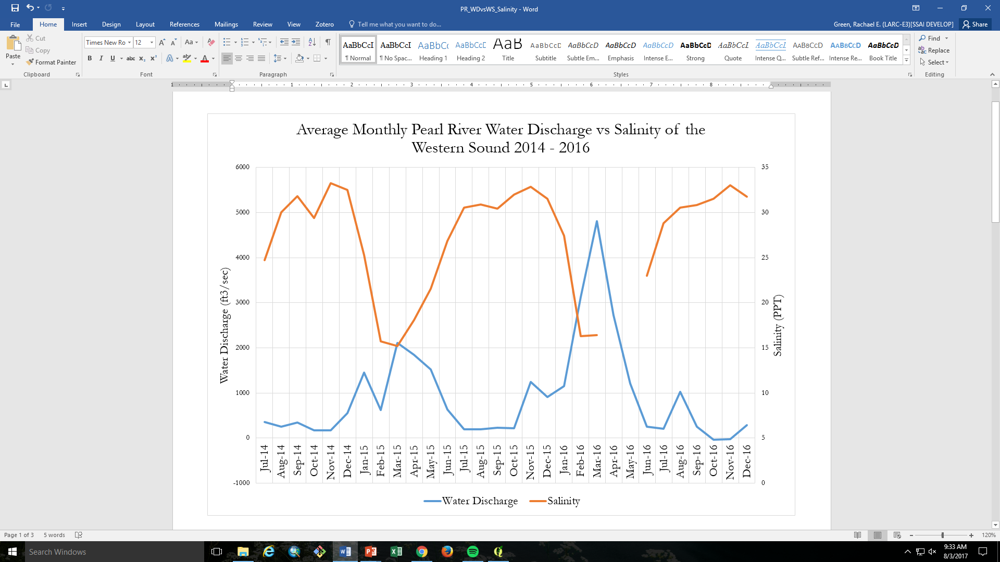 PR_WDvsWS_Salinity - Word
File Home Insert Design Layout References Mailings Review View Zotero Tell me what you want to do... Green, Rachael E. (LARC-E3)[SSAI DEVELOP] Share
Paste
Cut
Copy
Format Painter
Clipboard
Times New Ro 12
Font
Paragraph
AaBbCcI AaBbCcI AaBbCc AaBbCcC AaB AaBbCcD AaBbCcD AaBbCcD AaBbCcD AaBbCcD AaBbCcL AaBbCcL AABBCCD AABBCCD AaBbCcD
¶ Normal ¶ No Spac... Heading 1 Heading 2 Title Subtitle Subtle Em... Emphasis Intense E... Strong Quote Intense Q... Subtle Ref... Intense Re... Book Title
Styles
Find
Replace
Select
Editing
1 1 2 3 4 5 6 7 8
Average Monthly Pearl River Water Discharge vs Salinity of the
Western Sound 2014 - 2016
Water Discharge (ft3/sec)
6000
5000
4000
3000
2000
1000
0
-1000
35
30
25
20
15
10
5
0
Salinity (PPT)
Jul-14 Aug-14 Sep-14 Oct-14 Nov-14 Dec-14 Jan-15 Feb-15 Mar-15 Apr-15 May-15 Jun-15 Jul-15 Aug-15 Sep-15 Oct-15 Nov-15 Dec-15 Jan-16 Feb-16 Mar-16 Apr-16 May-16 Jun-16 Jul-16 Aug-16 Sep-16 Oct-16 Nov-16 Dec-16
Water Discharge Salinity
Page 1 of 3 5 words 120%
Search Windows
9:33 AM
8/3/2017